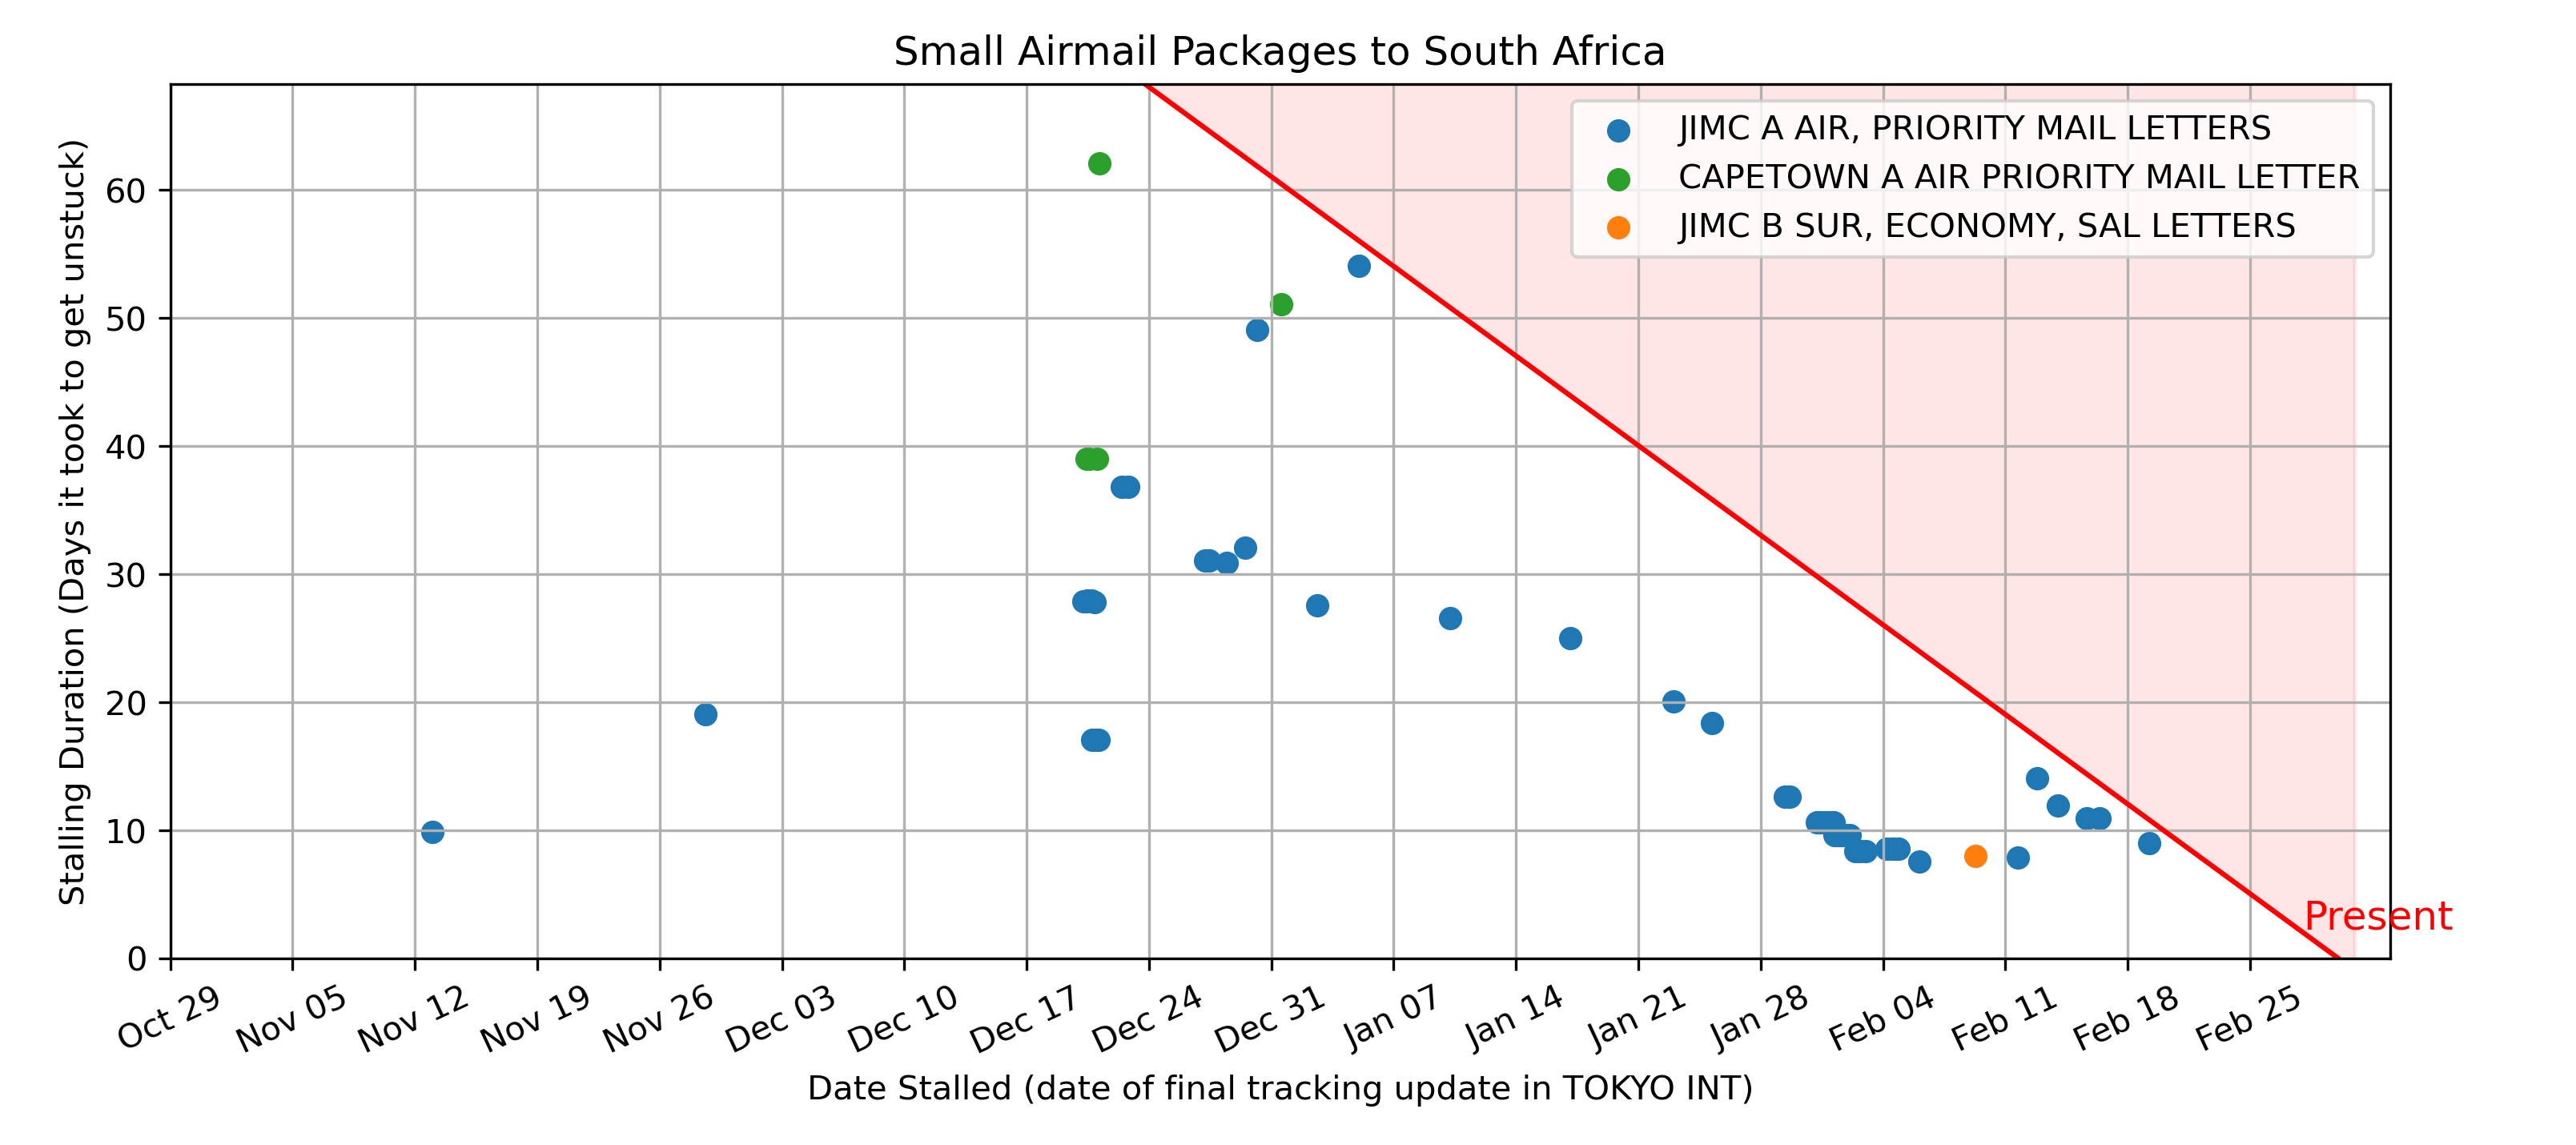 Small Airmail Packages to South Africa
JIMC A AIR, PRIORITY MAIL LETTERS
CAPETOWN A AIR PRIORITY MAIL LETTER
JIMC B SUR, ECONOMY, SAL LETTERS
Stalling Duration (Days it took to get unstuck)
60
50
40
30
20
10
0
Present
Oct 29
Nov 05
Nov 12
Nov 19
Nov 26
Dec 03
Dec 10
Dec 17
Dec 24
Dec 31
Jan 07
Jan 14
Jan 21
Jan 28
Feb 04
Feb 11
Feb 18
Feb 25
Date Stalled (date of final tracking update in TOKYO INT)